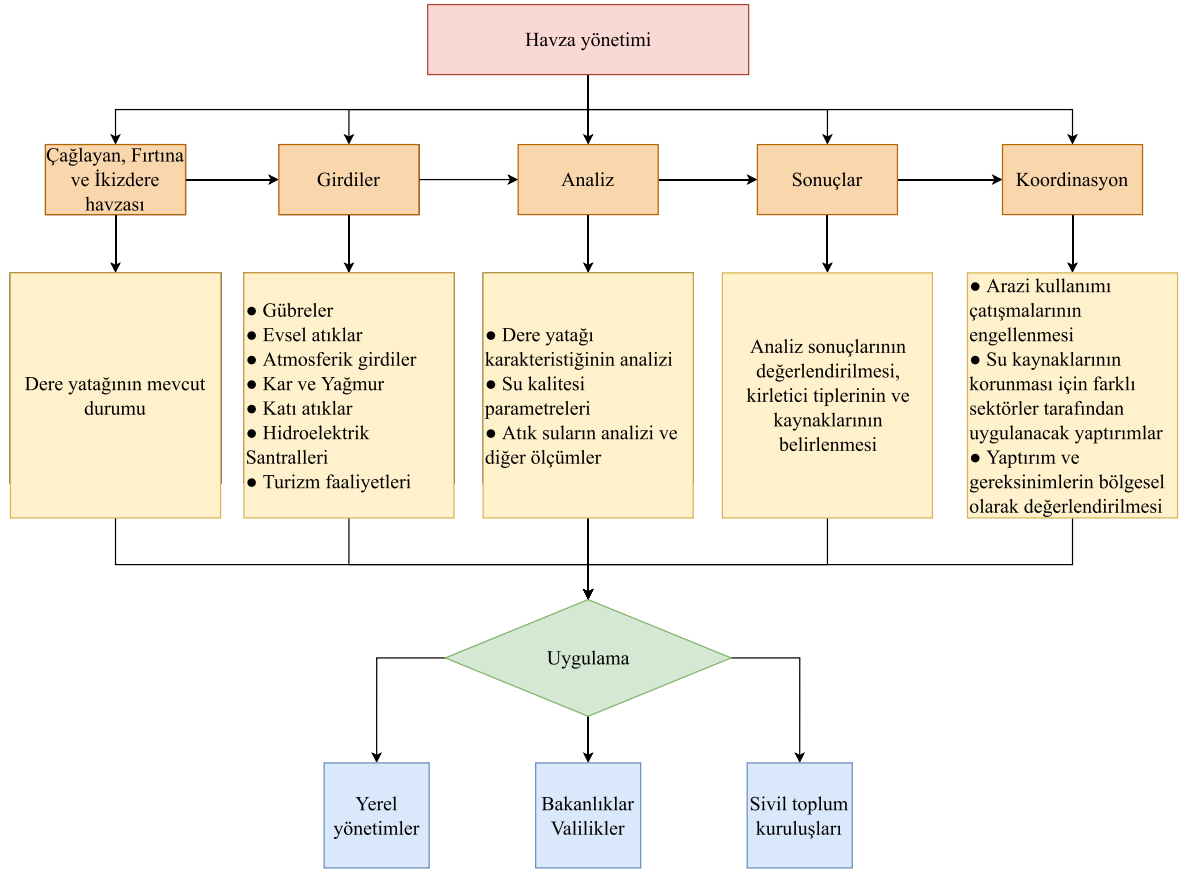 Havza yönetimi
Çağlayan, Fırtına
ve İkizdere
havzası
Girdiler
Analiz
Sonuçlar
Koordinasyon
Dere yatağının mevcut
durumu
● Gübreler
● Evsel atıklar
● Atmosferik girdiler
● Kar ve Yağmur
● Katı atıklar
● Hidroelektrik
Santralleri
● Turizm faaliyetleri
● Dere yatağı
karakteristiğinin analizi
● Su kalitesi
parametreleri
● Atık suların analizi ve
diğer ölçümler
Analiz sonuçlarının
değerlendirilmesi,
kirletici tiplerinin ve
kaynaklarının
belirlenmesi
● Arazi kullanımı
çatışmalarının
engellenmesi
● Su kaynaklarının
korunması için farklı
sektörler tarafından
uygulanacak yaptırımlar
● Yaptırım ve
gereksinimlerin bölgesel
olarak değerlendirilmesi
Uygulama
Yerel
yönetimler
Bakanlıklar
Valilikler
Sivil toplum
kuruluşları